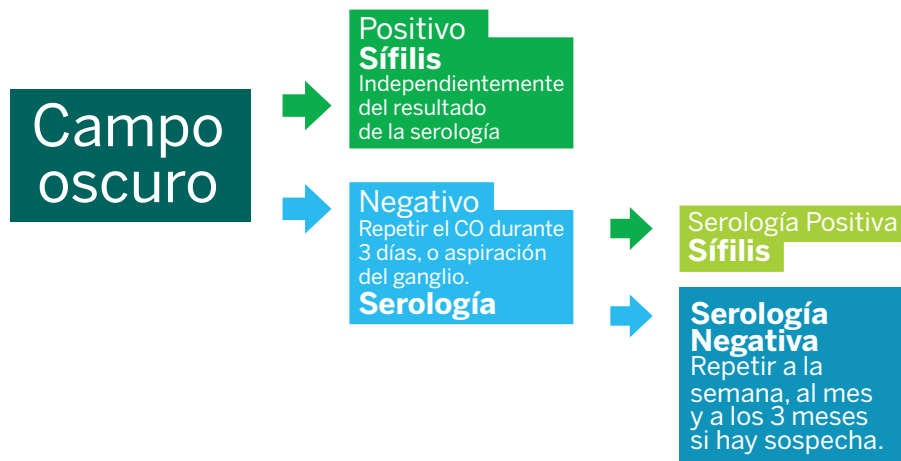 Campo
oscuro
Positivo
Sífilis
Independientemente
del resultado
de la serología
Negativo
Repetir el CO durante
3 días, o aspiración
del ganglio.
Serología
Serología Positiva
Sífilis
Serología
Negativa
Repetir a la
semana, al mes
y a los 3 meses
si hay sospecha.